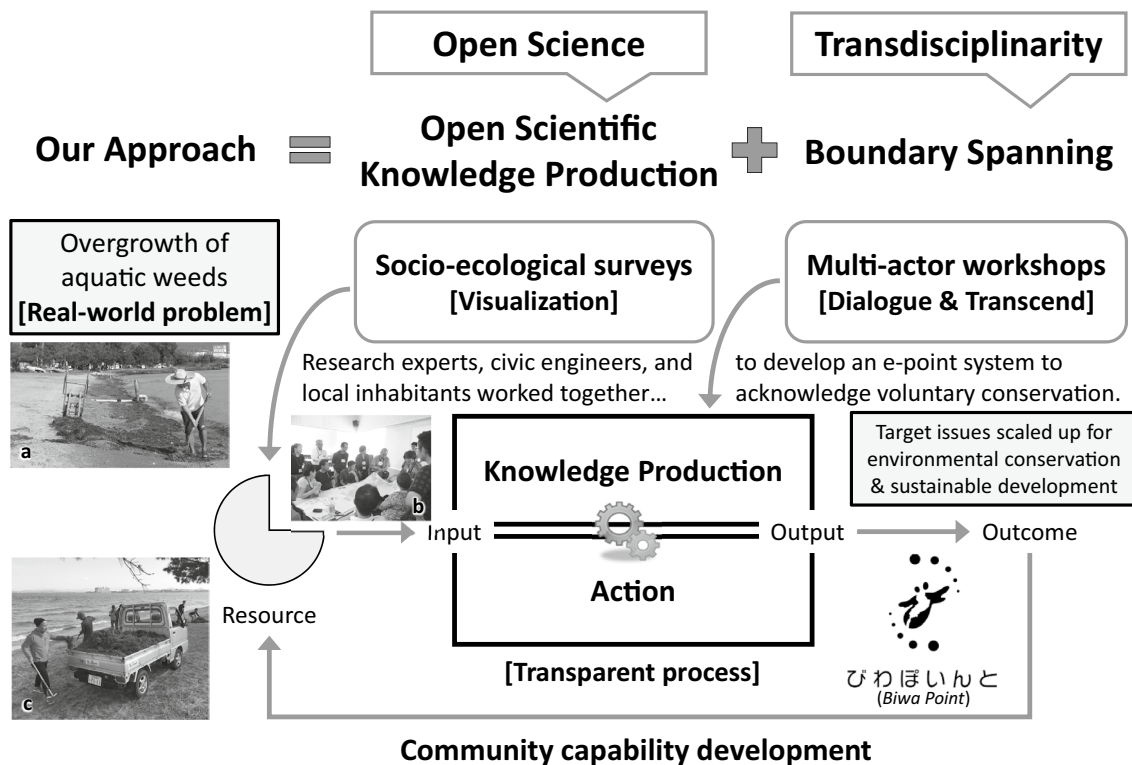 Open Science
Transdisciplinarity
Our Approach
Open Scientific
Knowledge Production
Boundary Spanning
Overgrowth of
aquatic weeds
[Real-world problem]
Socio-ecological surveys
[Visualization]
Multi-actor workshops
[Dialogue & Transcend]
Research experts, civic engineers, and
local inhabitants worked together…
to develop an e-point system to
acknowledge voluntary conservation.
a
b
c
Target issues scaled up for
environmental conservation
& sustainable development
Knowledge Production
Input
Output
Outcome
Action
Resource
[Transparent process]
びわぽいんと
(Biwa Point)
Community capability development